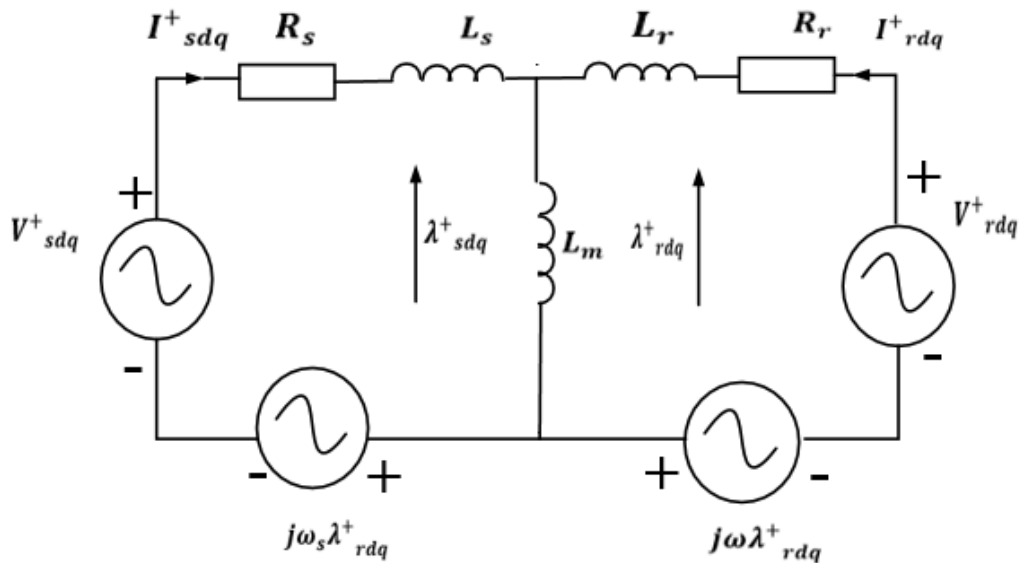 I⁺sdq Rs Ls Lr Rr I⁺rdq
+ +
V⁺sdq λ⁺sdq Lm λ⁺rdq V⁺rdq
- -
- + + -
jωsλ⁺rdq jωλ⁺rdq